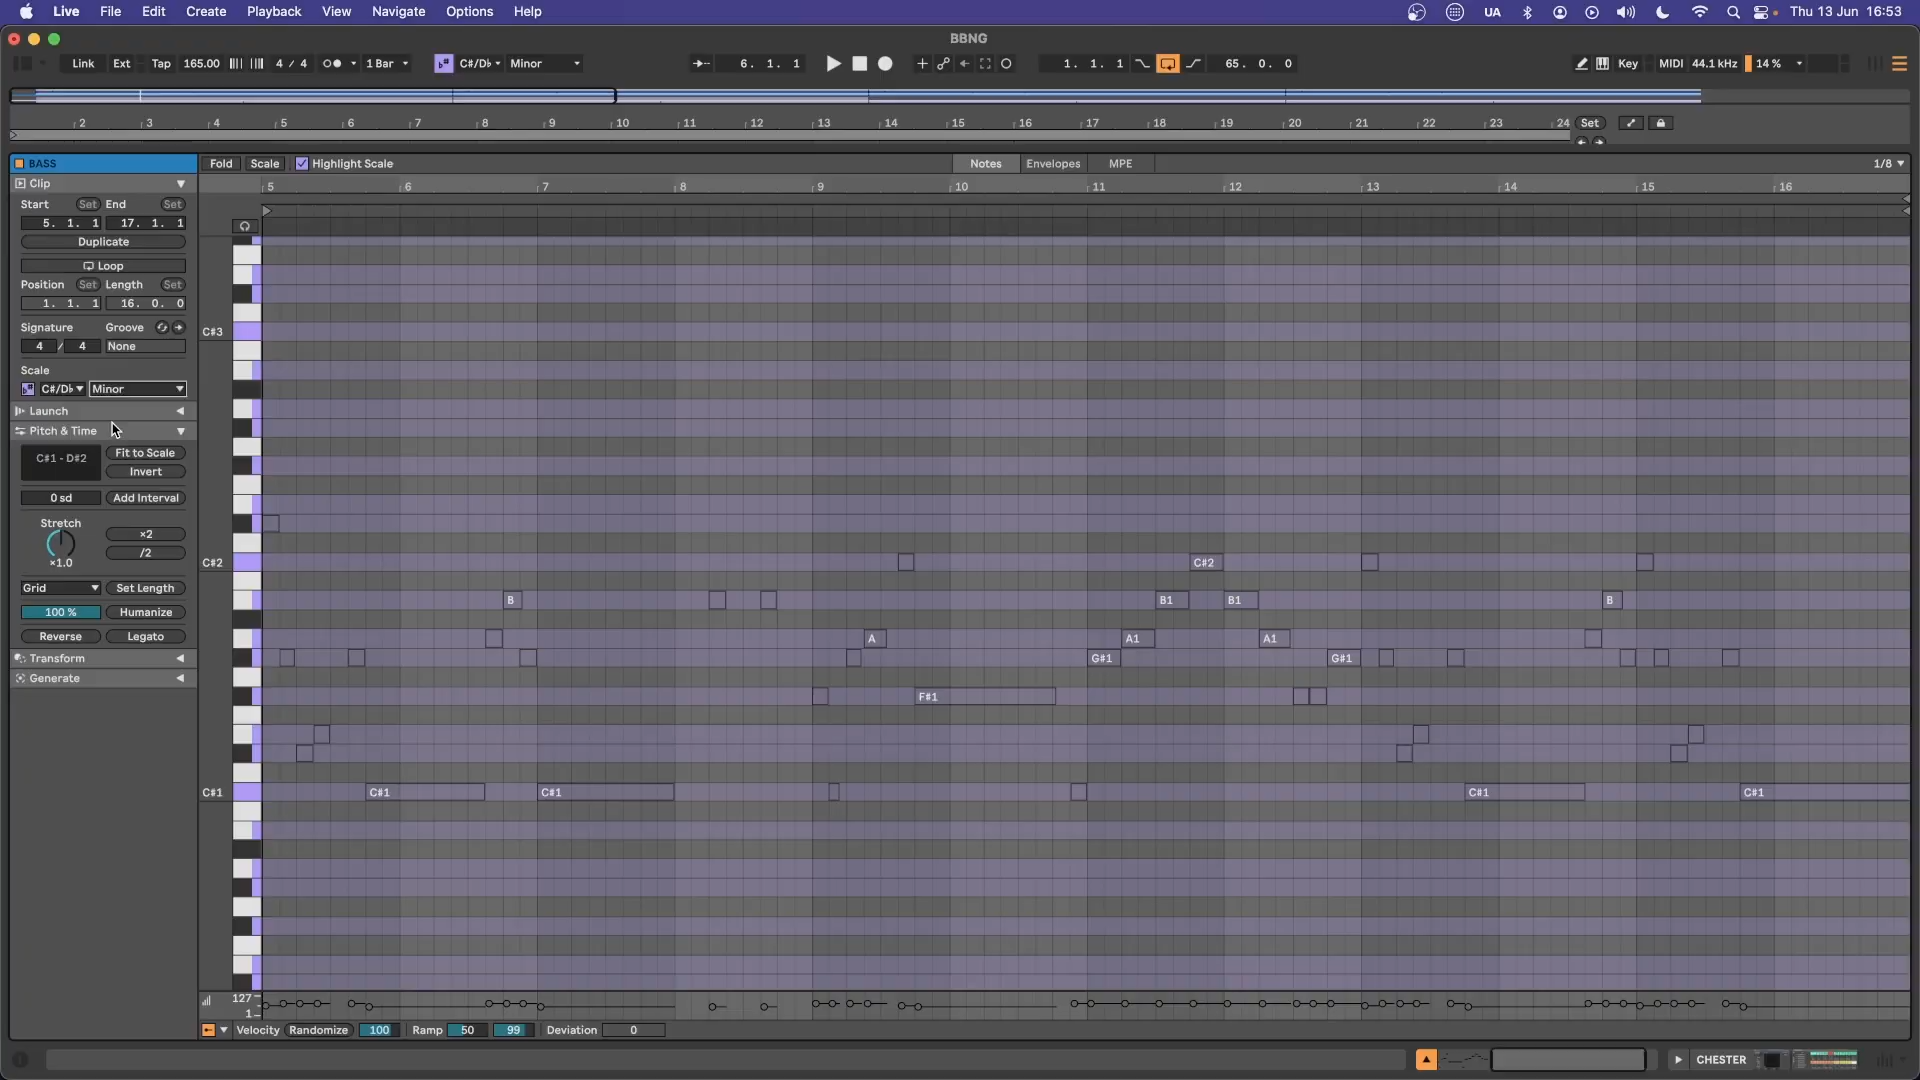 Live File Edit Create Playback View Navigate Options Help UA Thu 13 Jun 16:53
BBNG
Link Ext Tap 165.00 4 / 4 1 Bar C#/D♭ Minor 6. 1. 1 1. 1. 1 65. 0. 0 Key MIDI 44.1 kHz 14 %
2 3 4 5 6 7 8 9 10 11 12 13 14 15 16 17 18 19 20 21 22 23 24 Set
BASS Fold Scale Highlight Scale Notes Envelopes MPE 1/8
Clip 5 6 7 8 9 10 11 12 13 14 15 16
Start Set End Set
5. 1. 1 17. 1. 1
Duplicate
Loop
Position Set Length Set
1. 1. 1 16. 0. 0
Signature Groove
4 / 4 None
C#3
Scale
C#/D♭ Minor
Launch
Pitch & Time
C#1 - D#2 Fit to Scale
Invert
0 sd Add Interval
Stretch ×2
×1.0 /2
C#2 C#2
Grid Set Length
100 % Humanize
B B1 B1 B
Reverse Legato
A A1 A1
Transform
G#1 G#1
Generate
F#1
C#1 C#1 C#1 C#1 C#1
127
1
Velocity Randomize 100 Ramp 50 99 Deviation 0
CHESTER